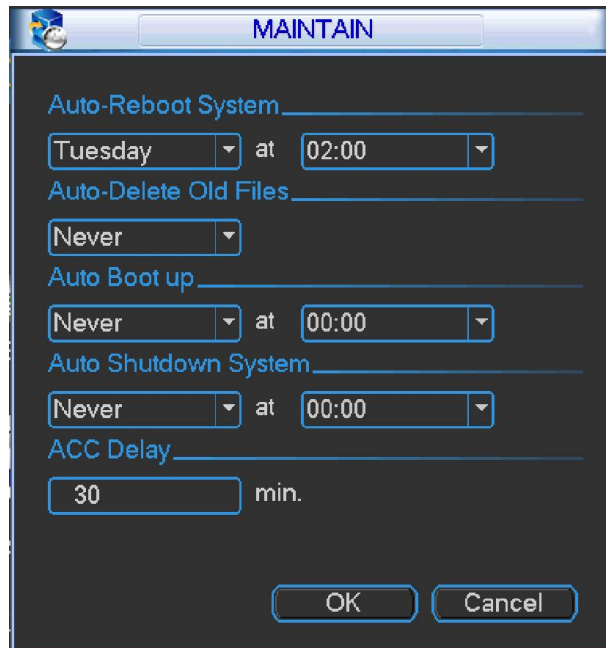 MAINTAIN
Auto-Reboot System
Tuesday at 02:00
Auto-Delete Old Files
Never
Auto Boot up
Never at 00:00
Auto Shutdown System
Never at 00:00
ACC Delay
30 min.
OK Cancel